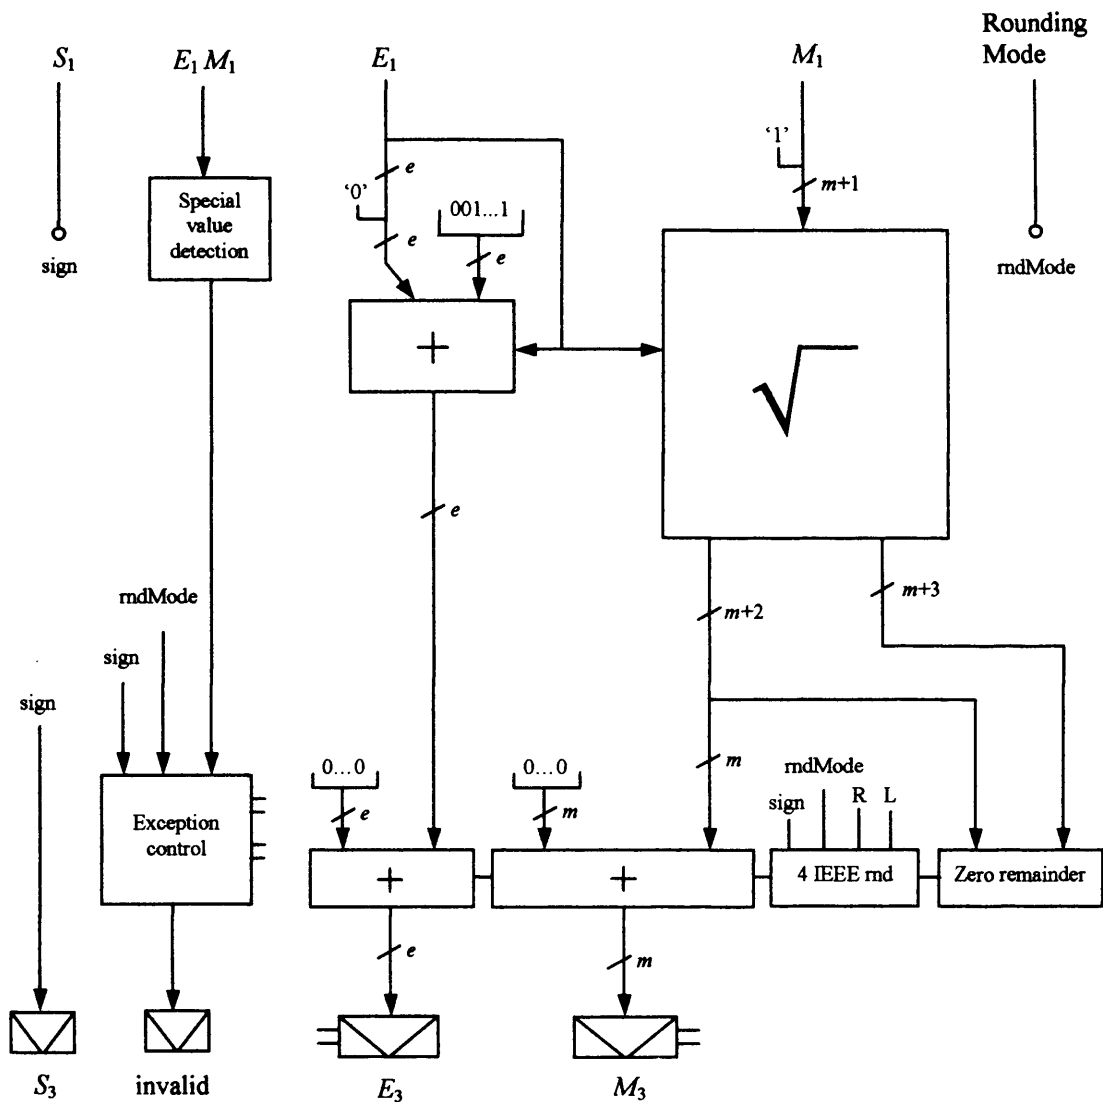 S₁
E₁ M₁
E₁
M₁
Rounding
Mode
'1'
e
m+1
'0'
001...1
Special
value
detection
e
e
sign
rndMode
+
√
e
rndMode
m+3
m+2
sign
sign
0...0
0...0
m
rndMode
sign
R
L
e
m
Exception
control
+
+
4 IEEE rnd
Zero remainder
e
m
S₃
invalid
E₃
M₃